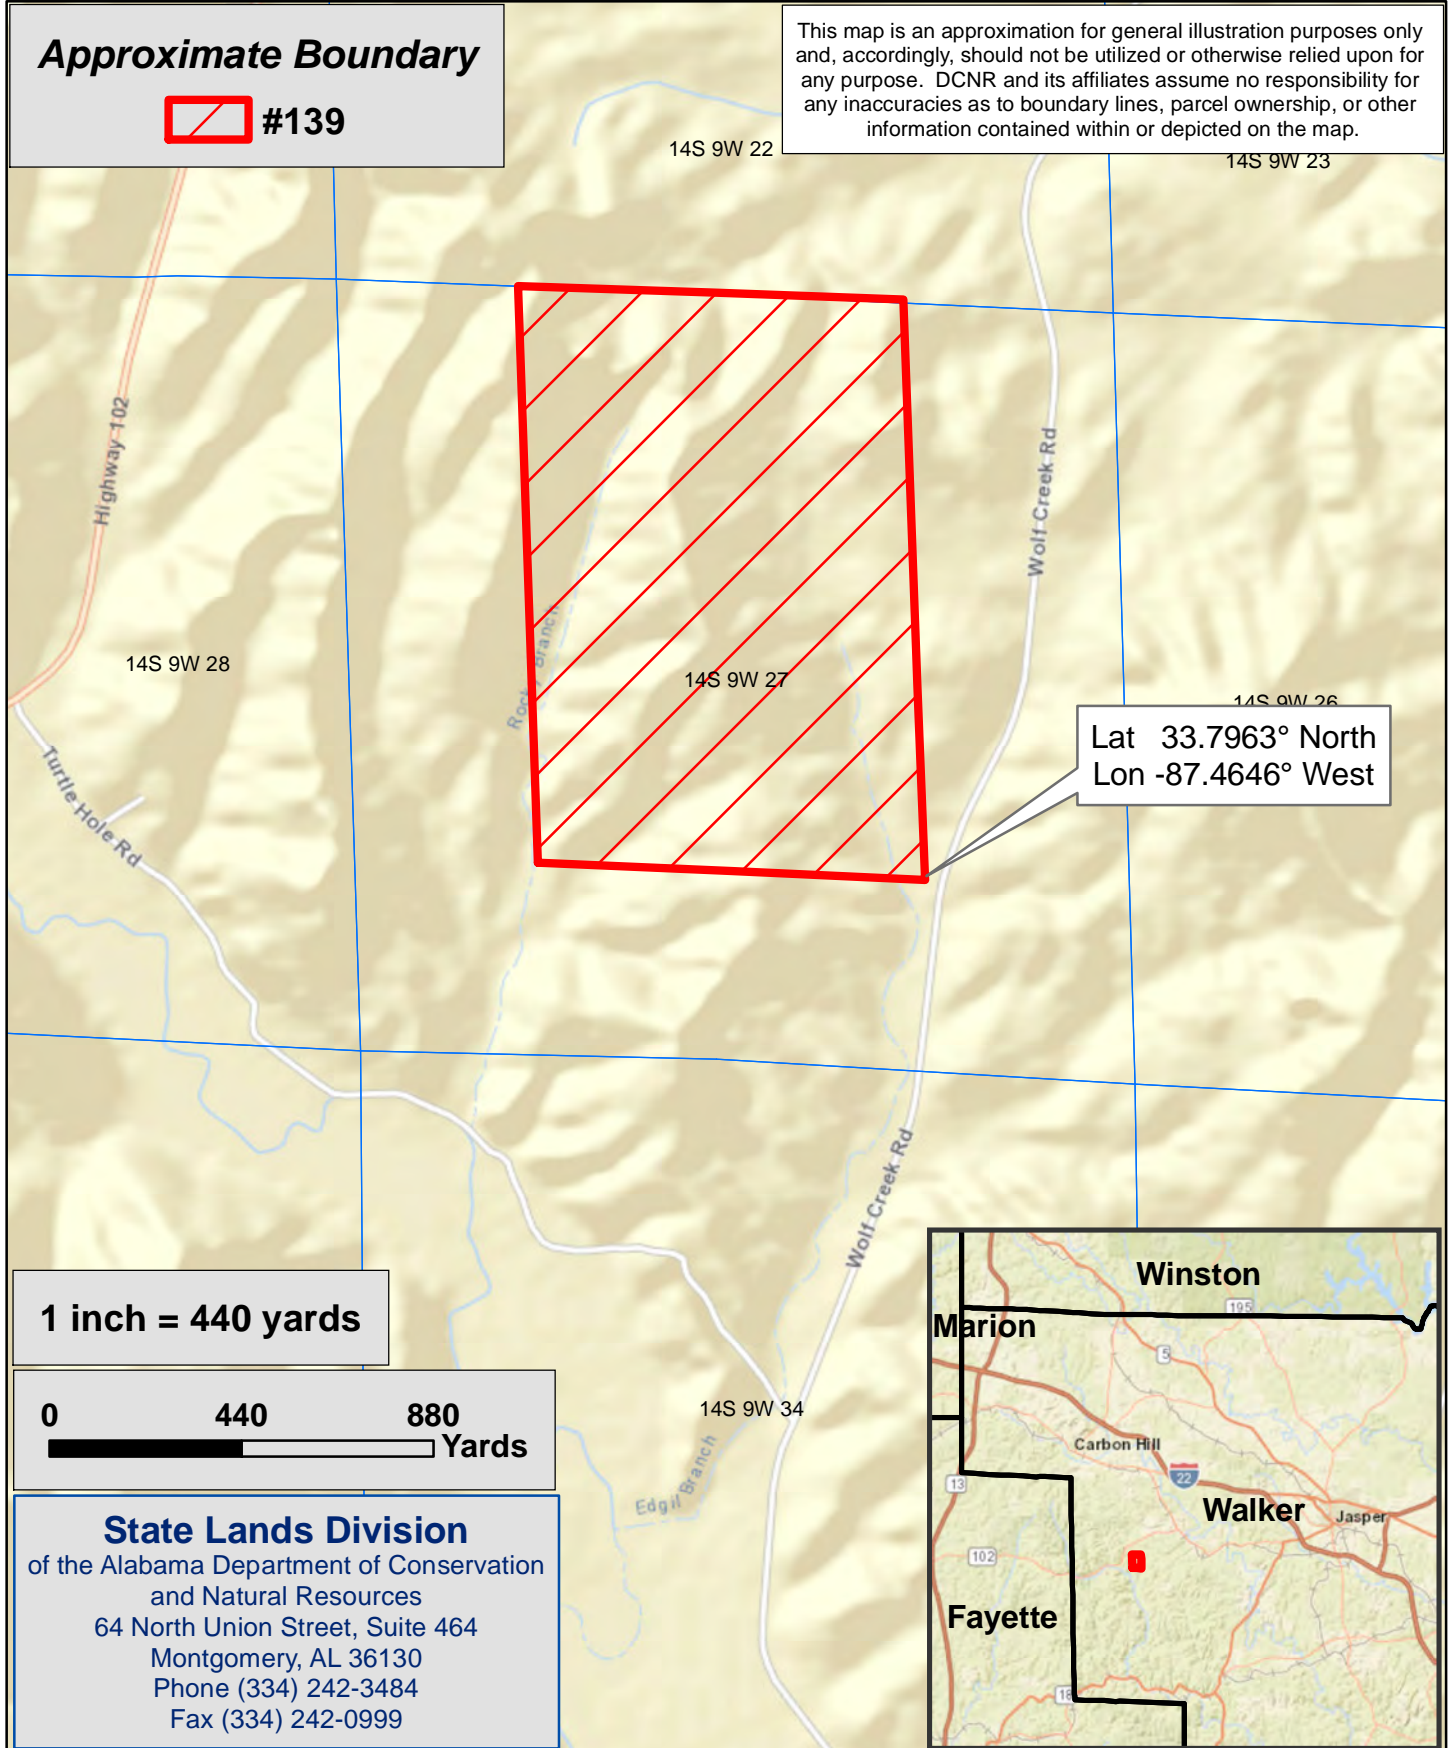 Approximate Boundary
#139
This map is an approximation for general illustration purposes only
and, accordingly, should not be utilized or otherwise relied upon for
any purpose. DCNR and its affiliates assume no responsibility for
any inaccuracies as to boundary lines, parcel ownership, or other
information contained within or depicted on the map.
14S 9W 22
14S 9W 23
Highway 102
Wolf Creek Rd
Rocky Branch
14S 9W 28
14S 9W 27
14S 9W 26
Lat 33.7963° North
Lon -87.4646° West
Turtle Hole Rd
Wolf Creek Rd
14S 9W 34
Edgil Branch
1 inch = 440 yards
0 440 880
Yards
State Lands Division
of the Alabama Department of Conservation
and Natural Resources
64 North Union Street, Suite 464
Montgomery, AL 36130
Phone (334) 242-3484
Fax (334) 242-0999
Winston
195
Marion
5
Carbon Hill
22
13
Walker
Jasper
102
Fayette
18